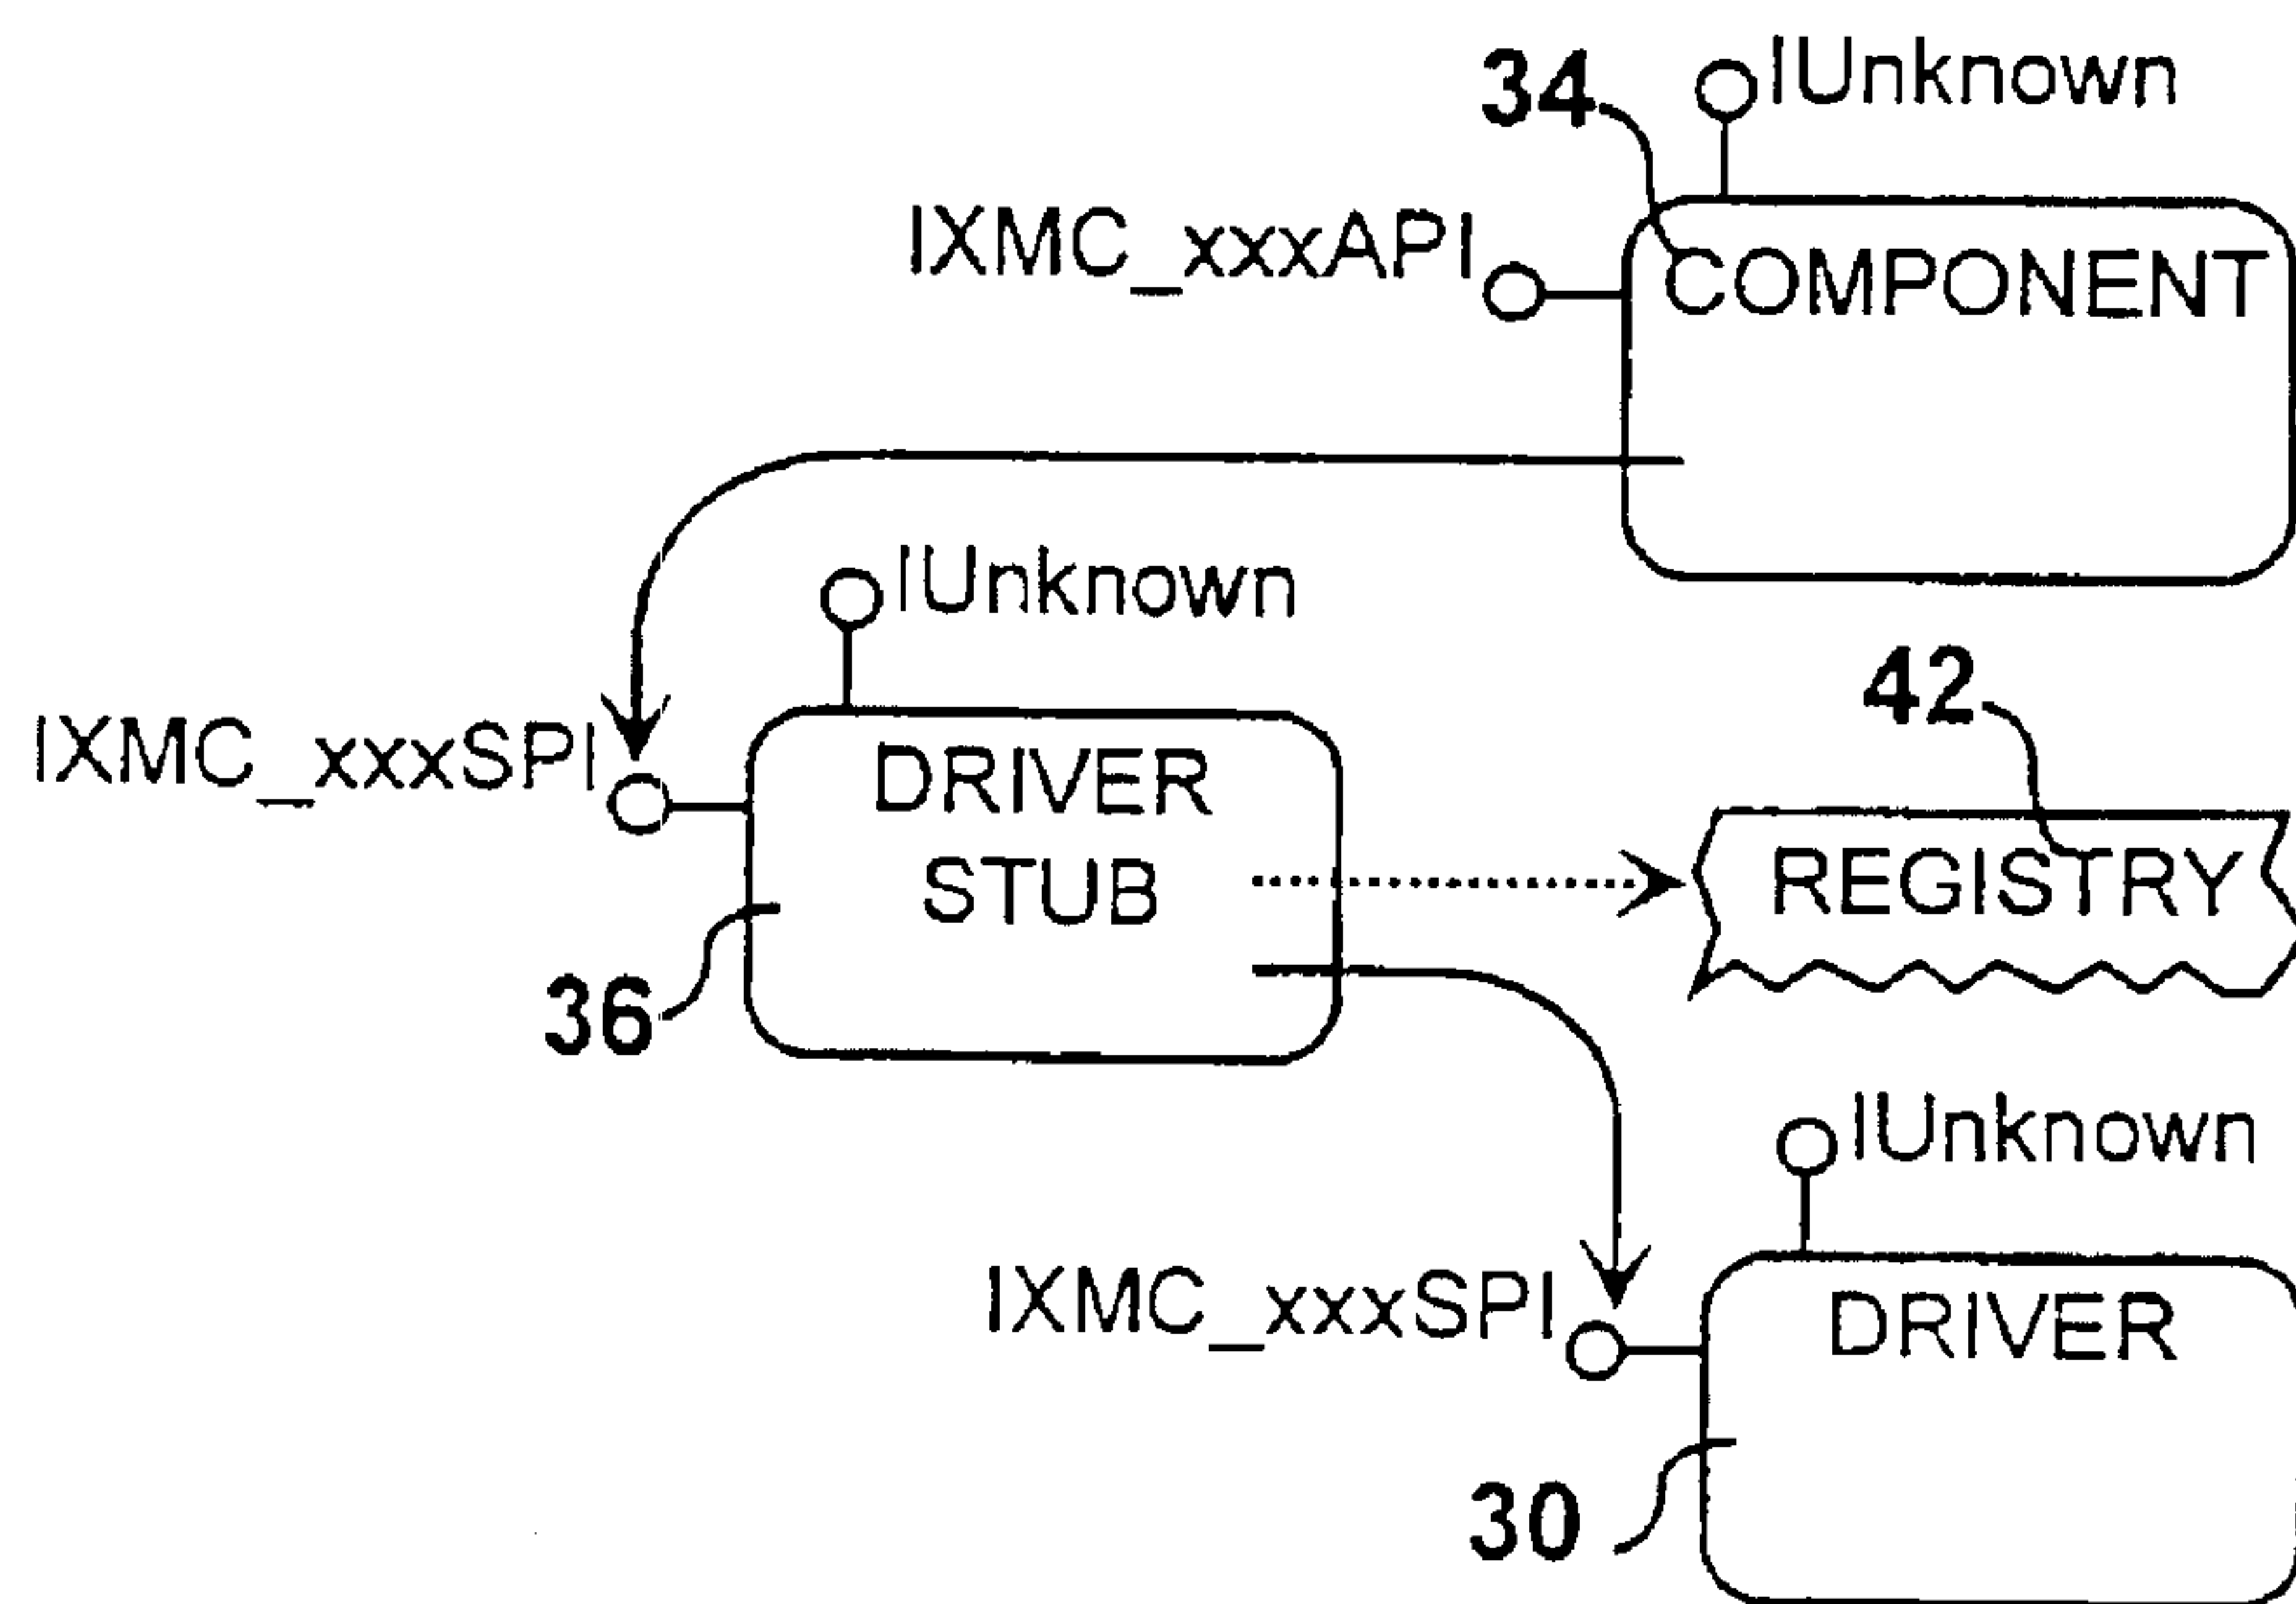 34
IUnknown
IXMC_xxxAPI
COMPONENT
IUnknown
42
IXMC_xxxSPI
DRIVER
STUB
REGISTRY
36
IUnknown
IXMC_xxxSPI
DRIVER
30